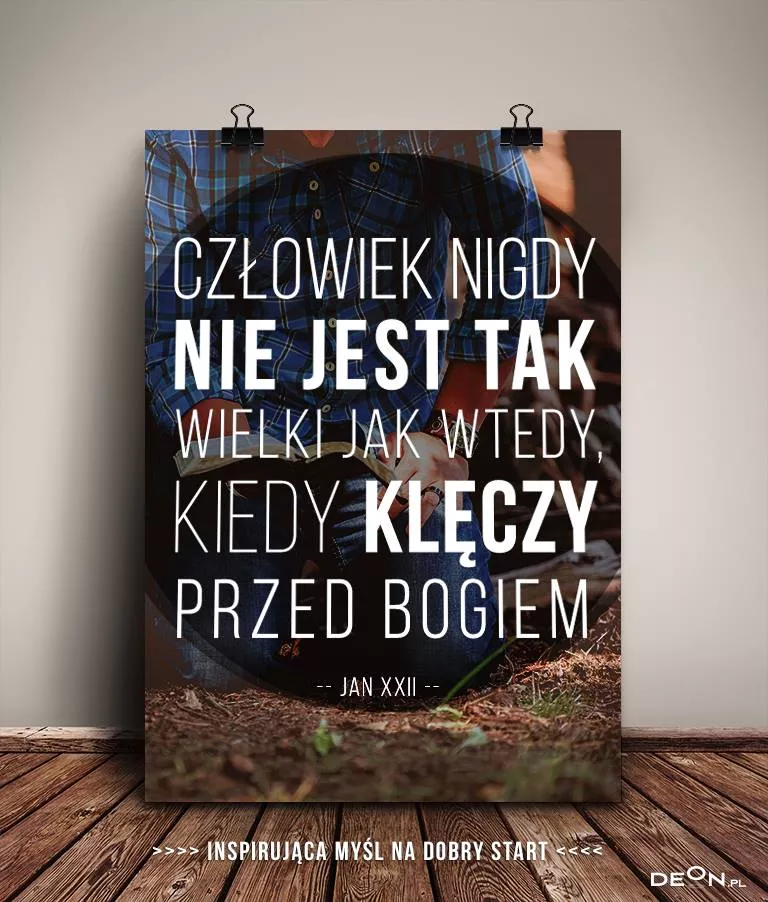 CZŁOWIEK NIGDY
NIE JEST TAK
WIELKI JAK WTEDY,
KIEDY KLĘCZY
PRZED BOGIEM
-- JAN XXII --
>>>> INSPIRUJĄCA MYŚL NA DOBRY START <<<<
DEON.PL